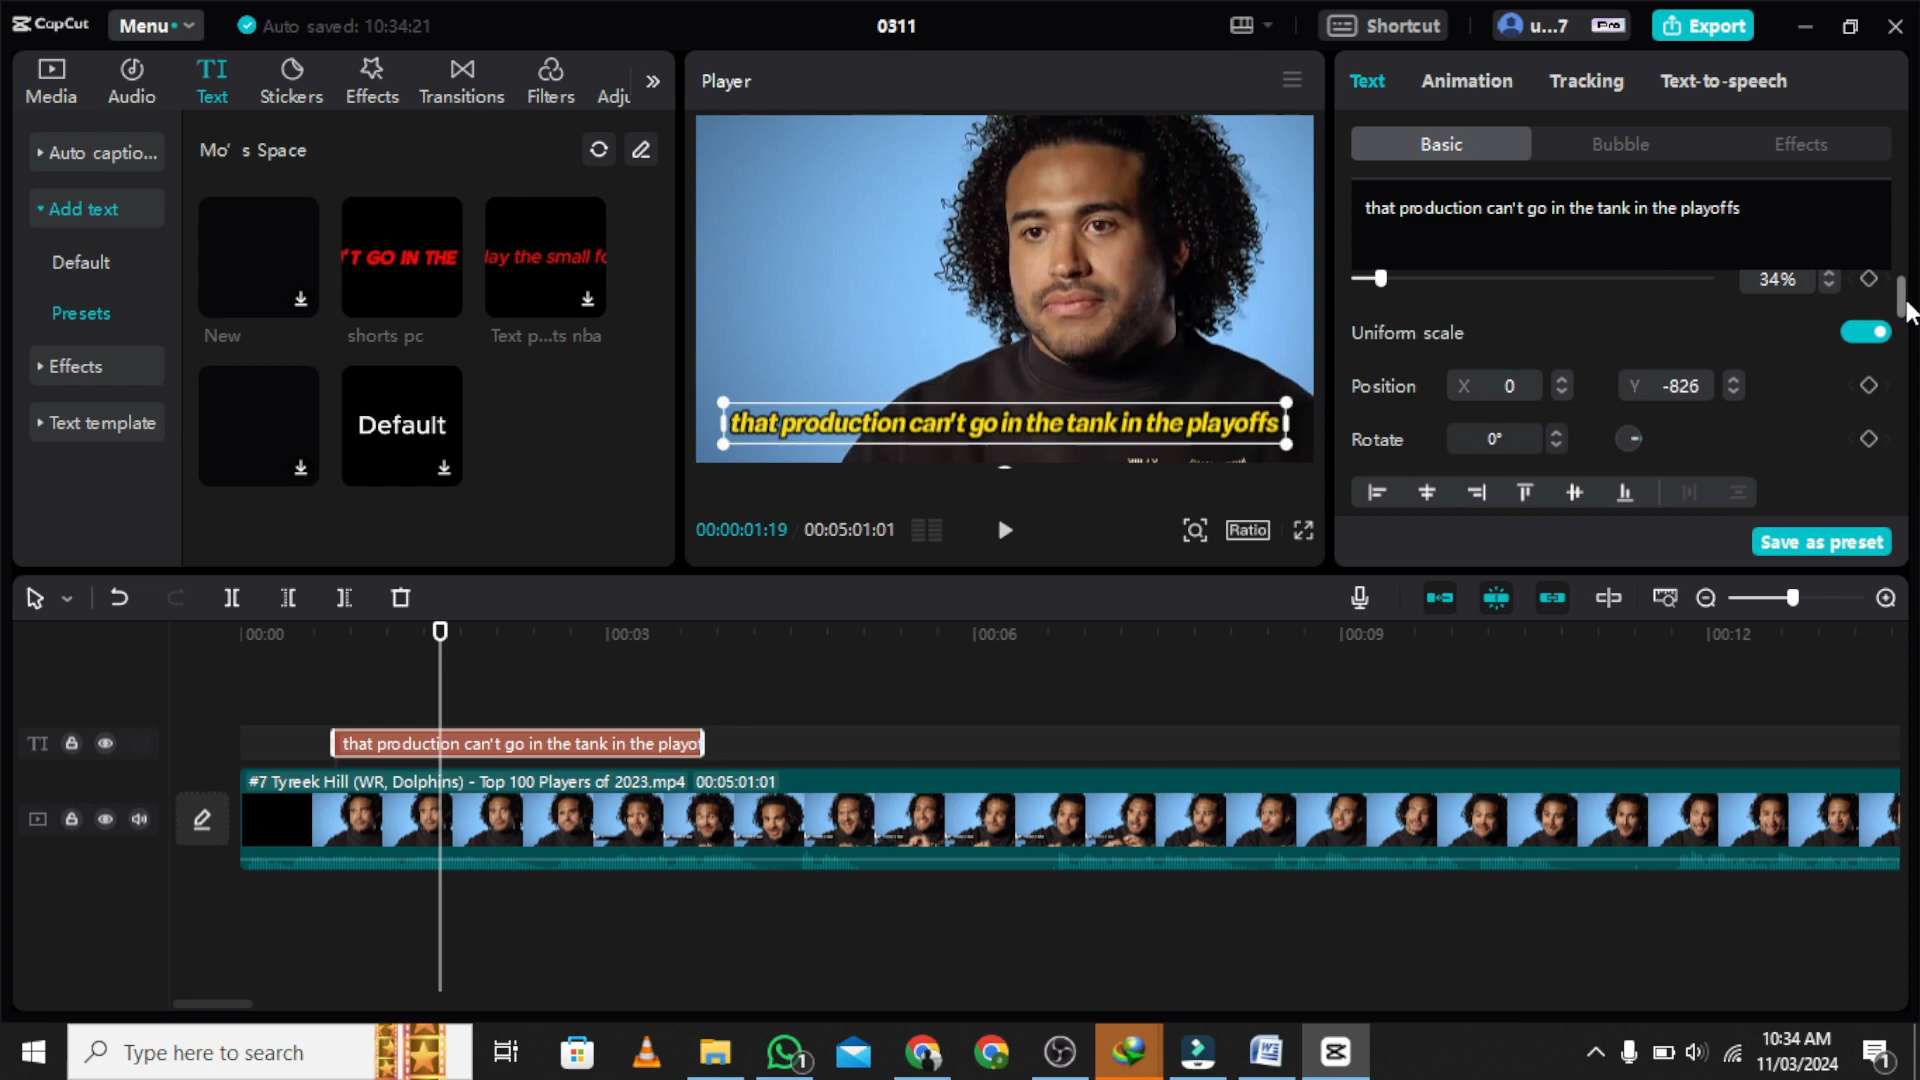 CapCut
Menu
Auto saved: 10:34:21
0311
Shortcut
u...7
Pro
Export
Media
Audio
TI
Text
Stickers
Effects
Transitions
Filters
Adju
Auto captio...
Add text
Default
Presets
Effects
Text template
Mo' s Space
'T GO IN THE
lay the small fo
New
shorts pc
Text p...ts nba
Default
Player
that production can't go in the tank in the playoffs
00:00:01:19
00:05:01:01
Ratio
Text
Animation
Tracking
Text-to-speech
Basic
Bubble
Effects
that production can't go in the tank in the playoffs
34%
Uniform scale
Position
X 0
Y -826
Rotate
0°
Save as preset
00:00
00:03
00:06
00:09
00:12
TI
that production can't go in the tank in the playof
#7 Tyreek Hill (WR, Dolphins) - Top 100 Players of 2023.mp4 00:05:01:01
Type here to search
1
10:34 AM
11/03/2024
1